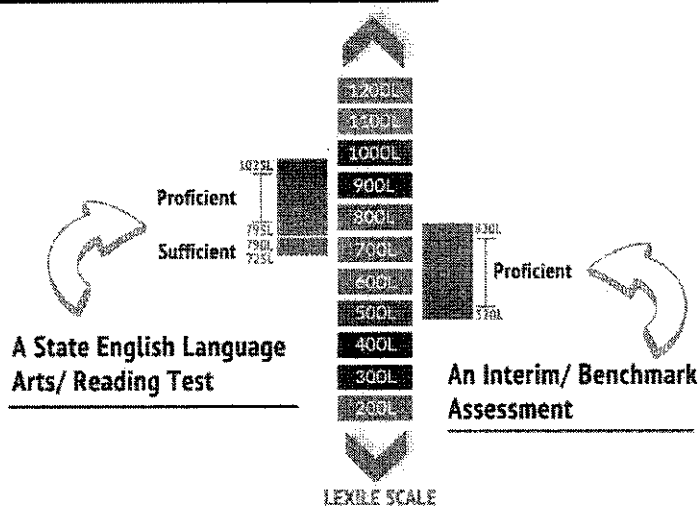 1200L
1100L
1000L
900L
800L
700L
600L
500L
400L
300L
200L
1025L
Proficient
795L
Sufficient
790L
725L
A State English Language
Arts/ Reading Test
830L
Proficient
520L
An Interim/ Benchmark
Assessment
LEXILE SCALE